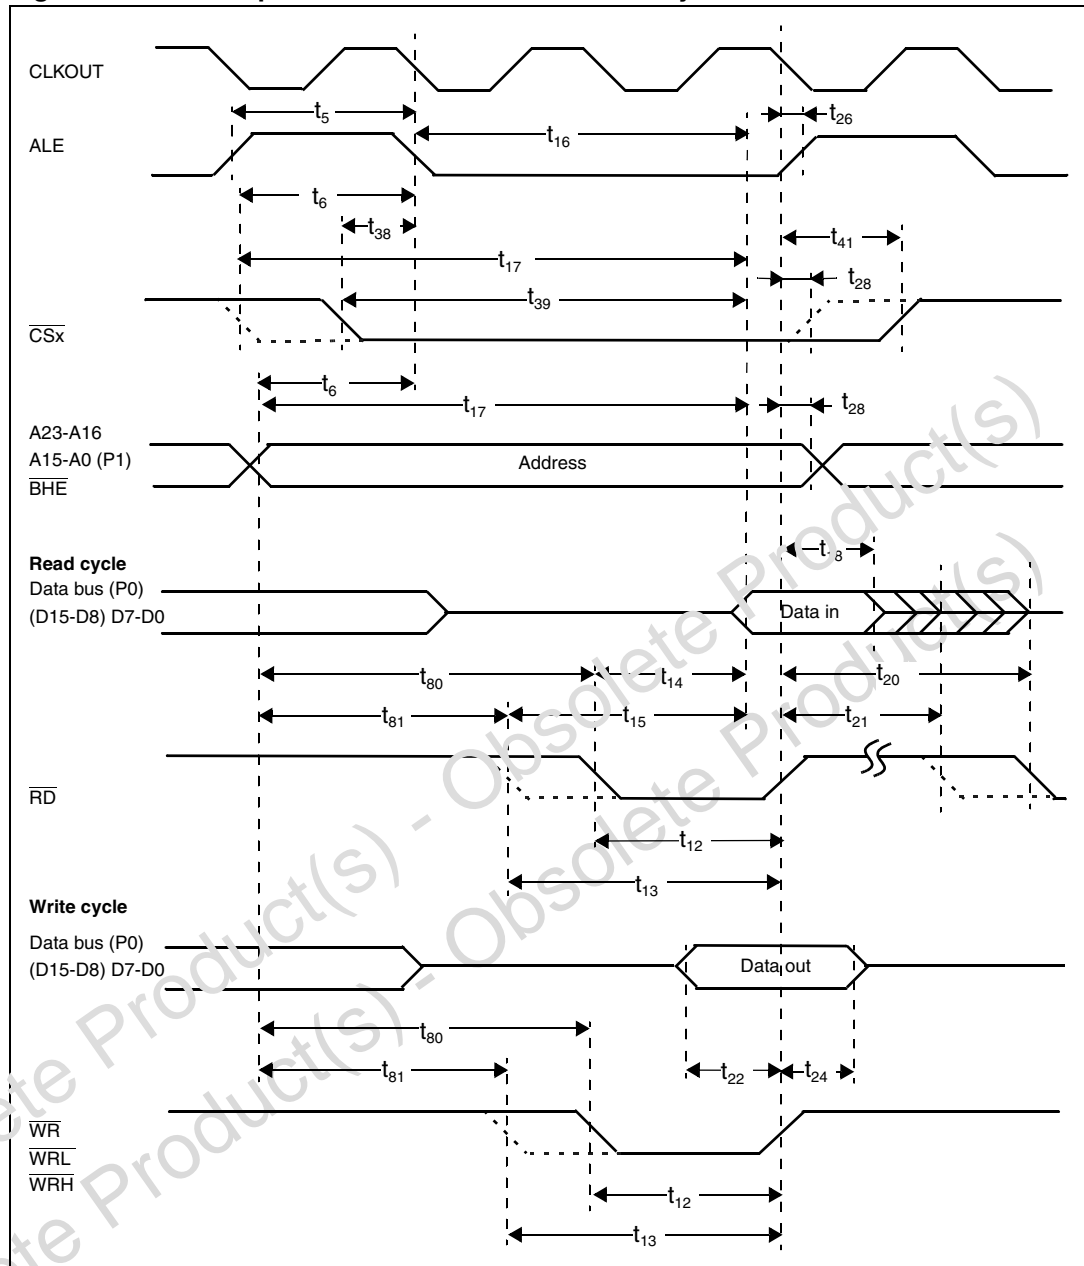 CLKOUT
t5
t26
ALE
t16
t6
t38
t41
t17
t28
t39
CSx
t6
t17
t28
A23-A16
A15-A0 (P1)
Address
BHE
t18
Read cycle
Data bus (P0)
(D15-D8) D7-D0
Data in
t80
t14
t20
t81
t15
t21
RD
t12
t13
Write cycle
Data bus (P0)
(D15-D8) D7-D0
Data out
t80
t81
t22
t24
WR
WRL
WRH
t12
t13
Obsolete Product(s) - Obsolete Product(s)
Obsolete Product(s) - Obsolete Product(s)